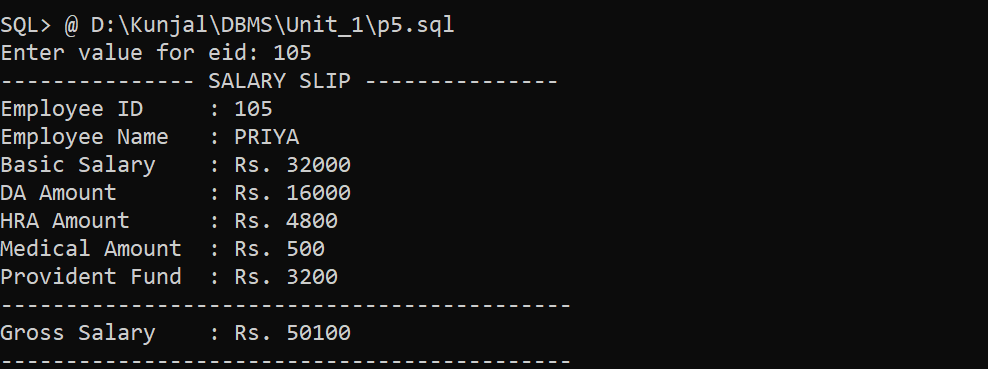 SQL> @ D:\Kunjal\DBMS\Unit_1\p5.sql
Enter value for eid: 105
--------------- SALARY SLIP ---------------
Employee ID     : 105
Employee Name   : PRIYA
Basic Salary    : Rs. 32000
DA Amount       : Rs. 16000
HRA Amount      : Rs. 4800
Medical Amount  : Rs. 500
Provident Fund  : Rs. 3200
--------------------------------------------
Gross Salary    : Rs. 50100
--------------------------------------------